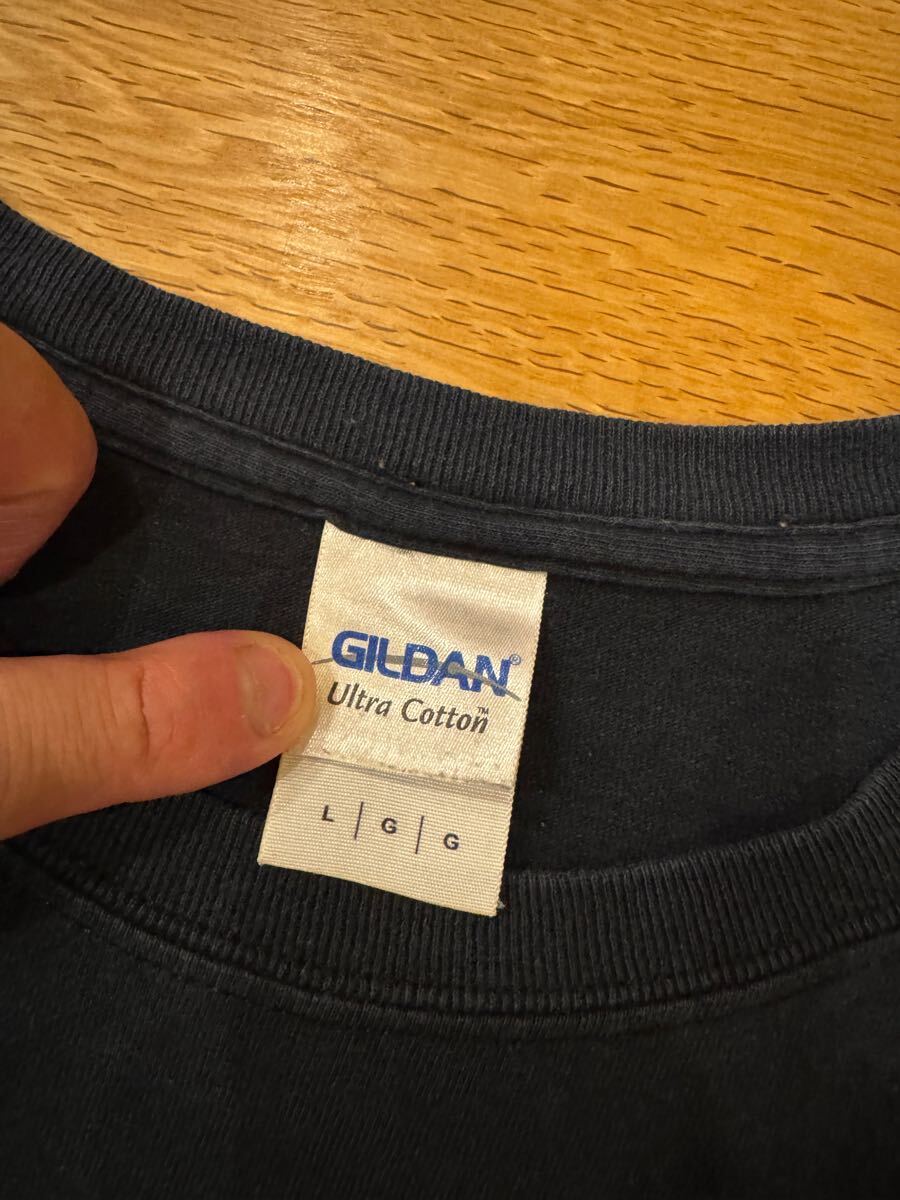 GILDAN®
Ultra Cotton™
L | G | G